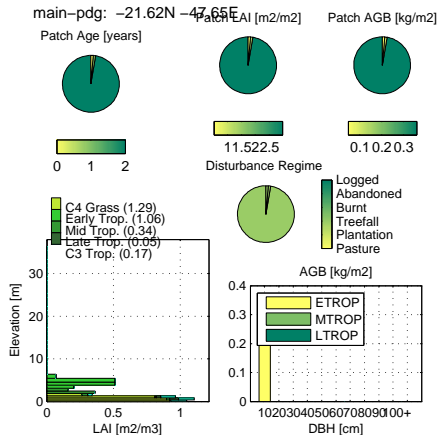 main−pdg: −21.62N −47.65E
Patch Age [years]
Patch LAI [m2/m2]
Patch AGB [kg/m2]
0 1 2
11.522.5
0.1 0.2 0.3
Disturbance Regime
Logged
Abandoned
Burnt
Treefall
Plantation
Pasture
C4 Grass (1.29)
Early Trop. (1.06)
Mid Trop. (0.34)
Late Trop. (0.05)
C3 Trop. (0.17)
30
20
10
0
Elevation [m]
0 0.5 1
LAI [m2/m3]
AGB [kg/m2]
0.4
0.3
0.2
0.1
0
ETROP
MTROP
LTROP
102030405060708090100+
DBH [cm]